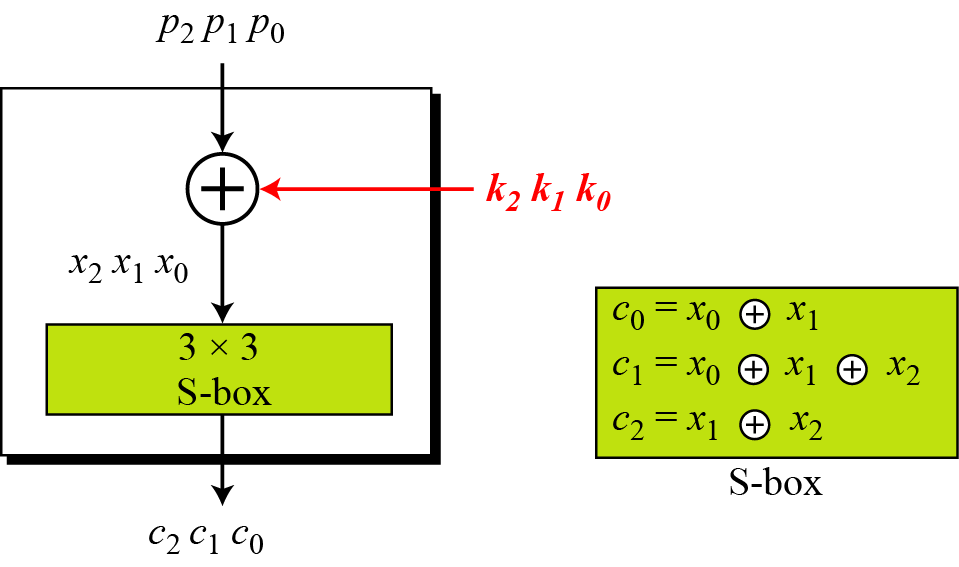 p₂ p₁ p₀
k₂ k₁ k₀
x₂ x₁ x₀
3 × 3
S-box
c₂ c₁ c₀
c₀ = x₀ ⊕ x₁
c₁ = x₀ ⊕ x₁ ⊕ x₂
c₂ = x₁ ⊕ x₂
S-box